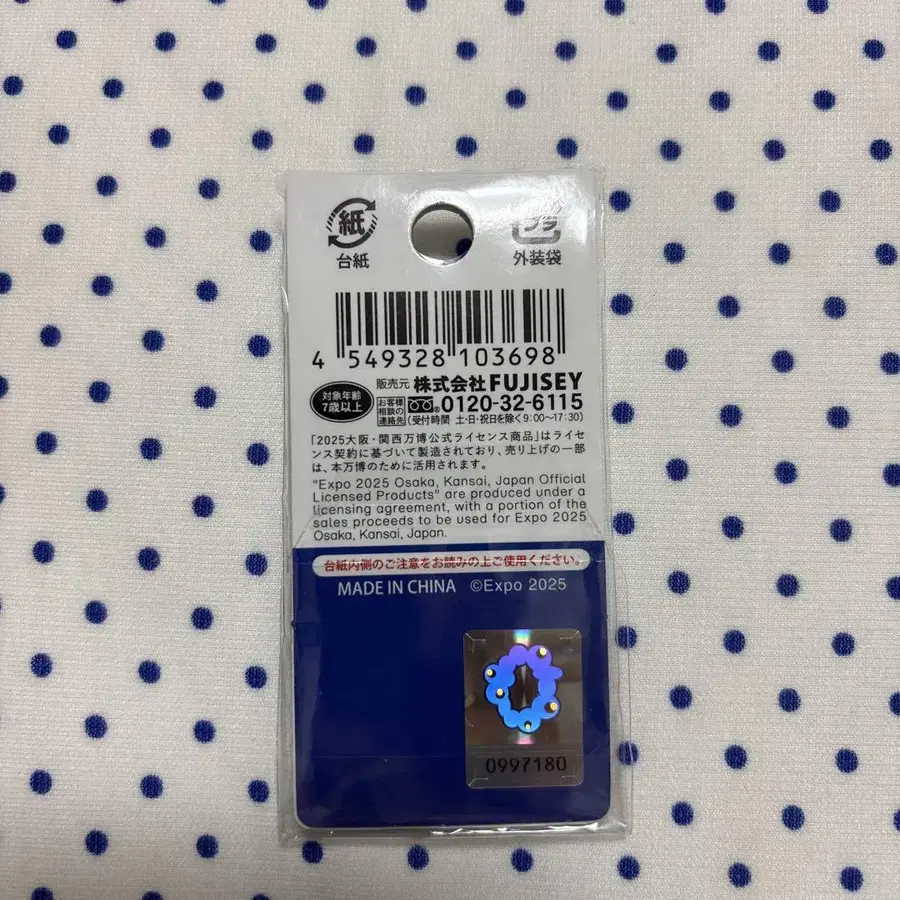 紙
台紙
プラ
外装袋
4 549328 103698
対象年齢
7歳以上
販売元 株式会社FUJISEY
お客様
相談の
連絡先
0120-32-6115
(受付時間 土・日・祝日を除く9:00〜17:30)
「2025大阪・関西万博公式ライセンス商品」はライセ
ンス契約に基づいて製造されており、売り上げの一部
は、本万博のために活用されます。
"Expo 2025 Osaka, Kansai, Japan Official
Licensed Products" are produced under a
licensing agreement, with a portion of the
sales proceeds to be used for Expo 2025
Osaka, Kansai, Japan.
台紙内側のご注意をお読みの上ご使用ください。
MADE IN CHINA ©Expo 2025
0997180